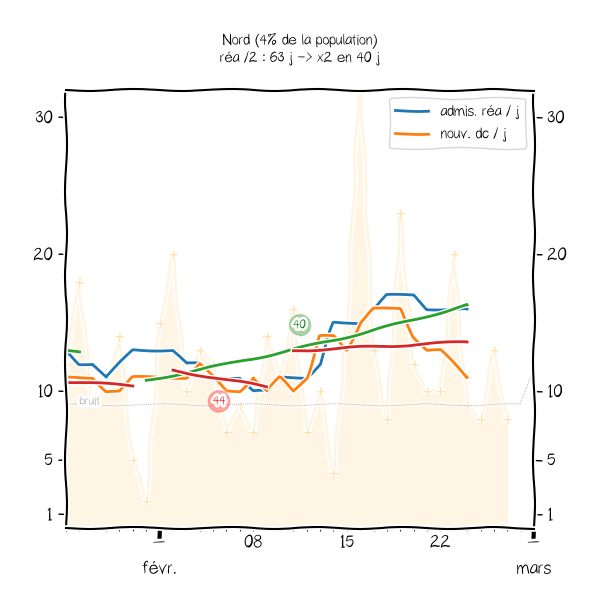 Nord (4% de la population)
réa /2 : 63 j -> x2 en 40 j
admis. réa / j
nouv. dc / j
30
30
20
20
40
10
10
bruit
44
5
5
1
1
08
15
22
févr.
mars